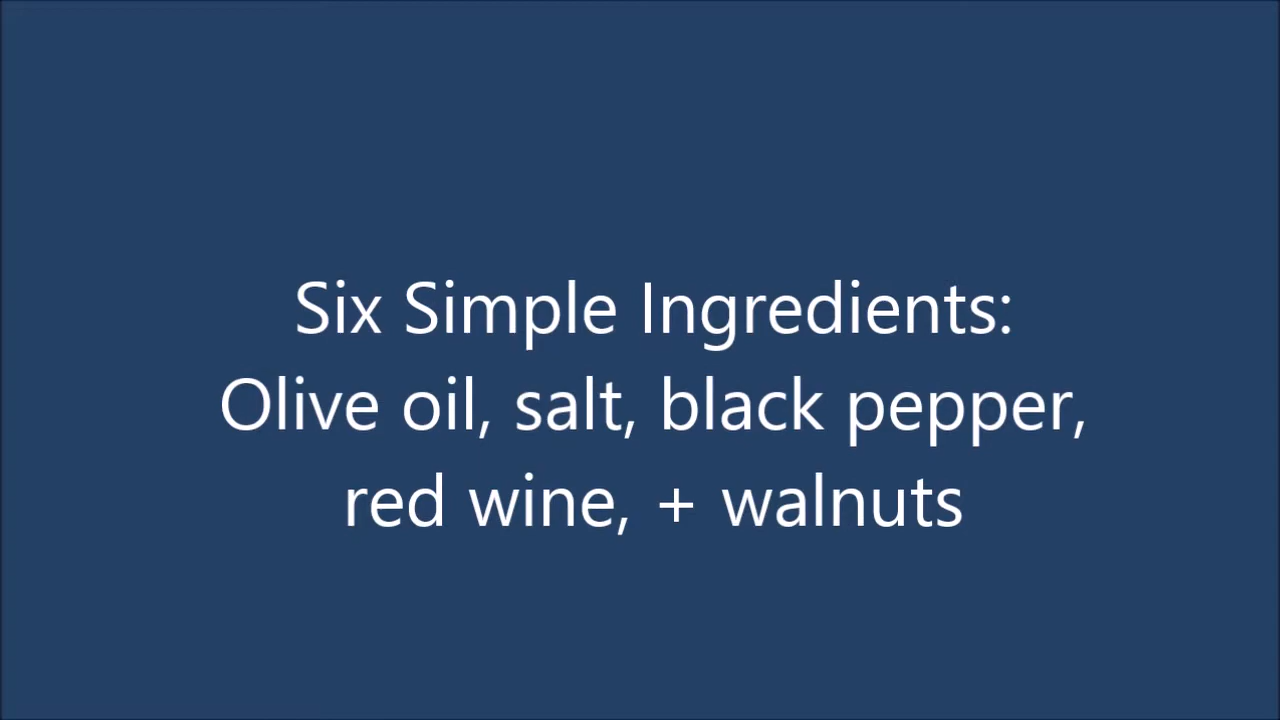 Six Simple Ingredients:
Olive oil, salt, black pepper,
red wine, + walnuts